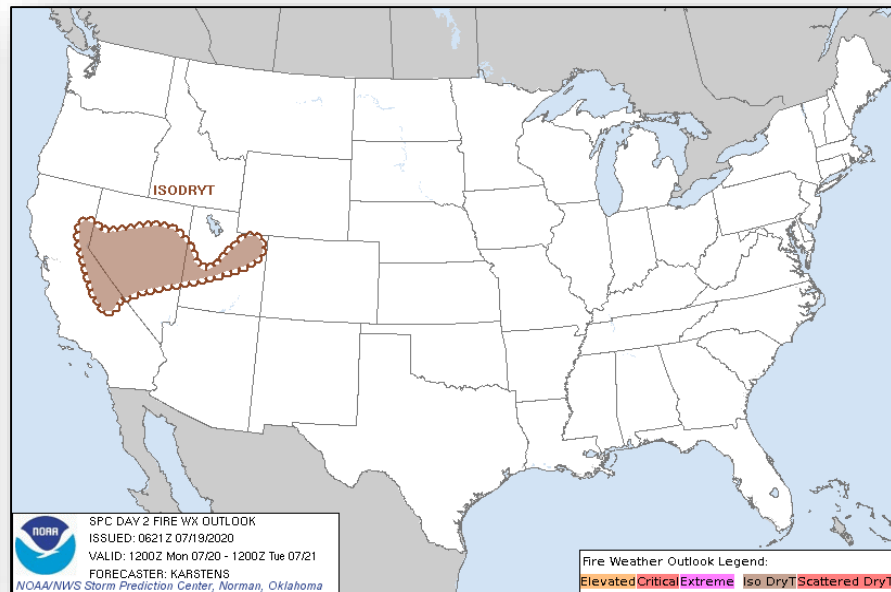 ISODRYT
NOAA
SPC DAY 2 FIRE WX OUTLOOK
ISSUED: 0621Z 07/19/2020
VALID: 1200Z Mon 07/20 - 1200Z Tue 07/21
FORECASTER: KARSTENS
NOAA/NWS Storm Prediction Center, Norman, Oklahoma
Fire Weather Outlook Legend:
Elevated Critical Extreme Iso DryT Scattered DryT